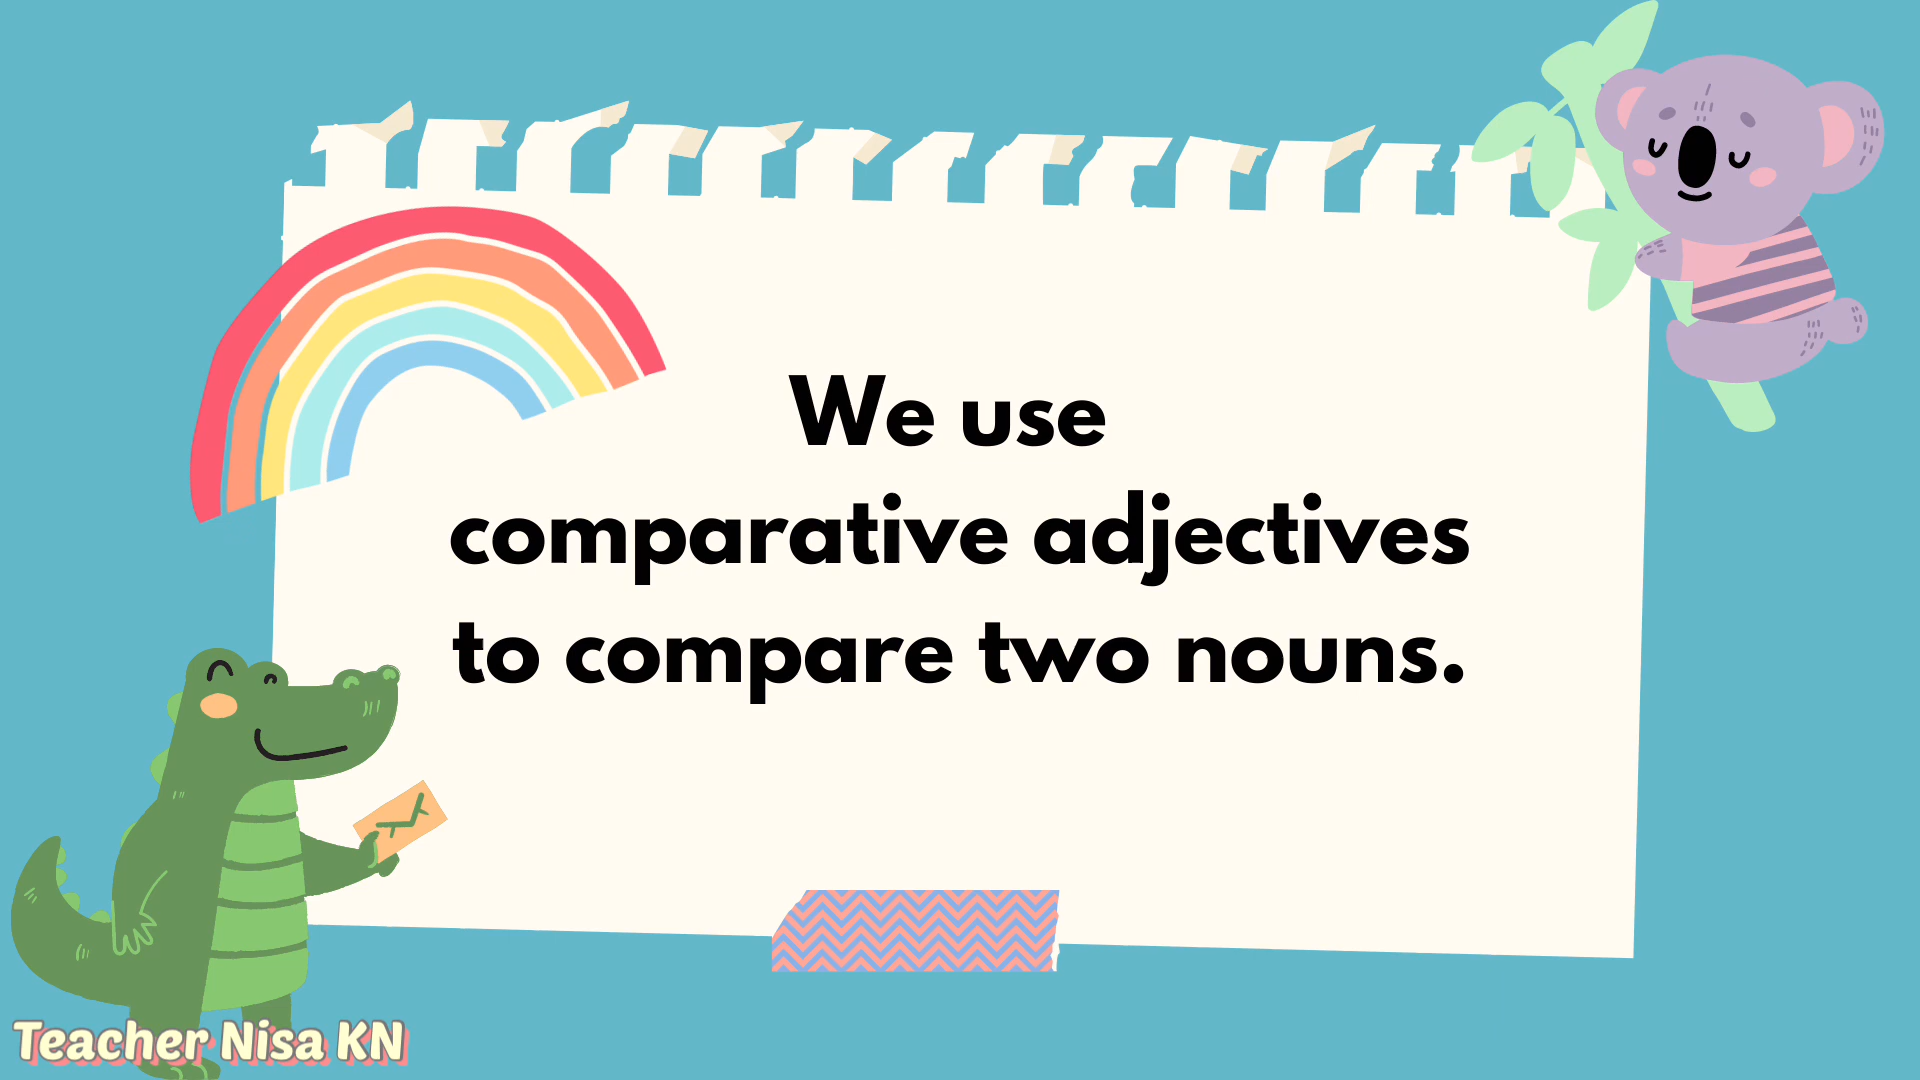 We use
comparative adjectives
to compare two nouns.
Teacher Nisa KN